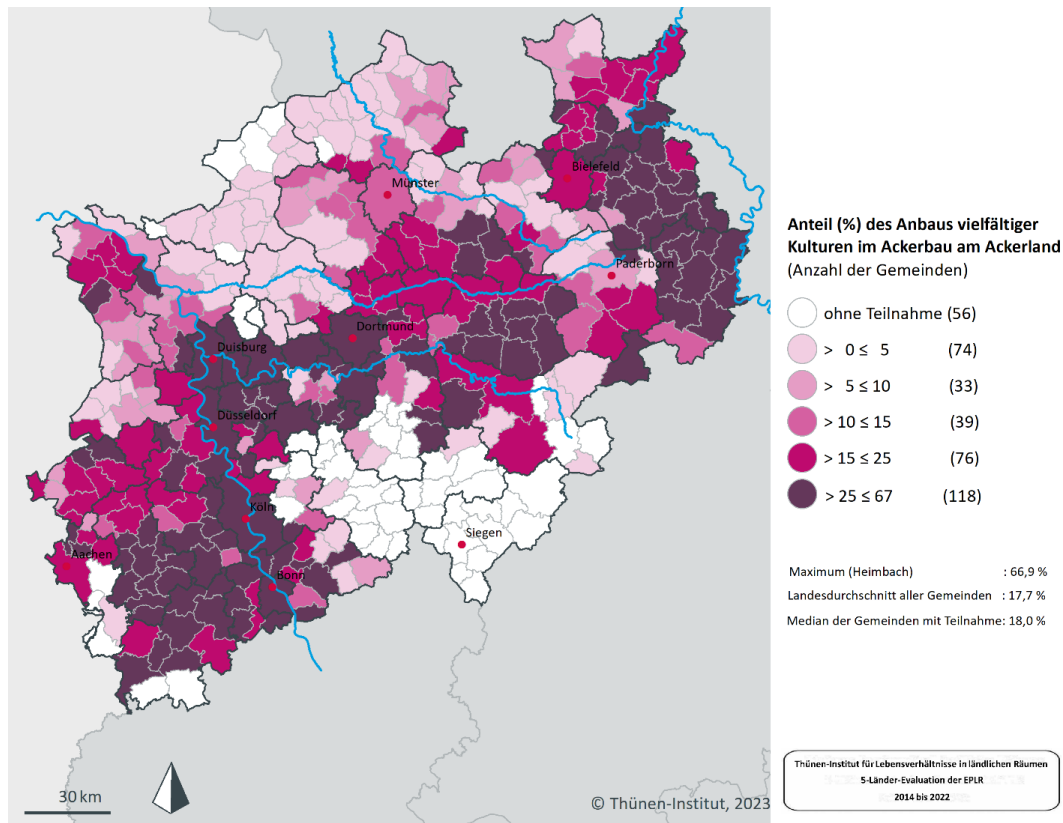 Münster
Bielefeld
Paderborn
Dortmund
Duisburg
Düsseldorf
Köln
Siegen
Aachen
Bonn
30 km
© Thünen-Institut, 2023
Anteil (%) des Anbaus vielfältiger
Kulturen im Ackerbau am Ackerland
(Anzahl der Gemeinden)
ohne Teilnahme (56)
> 0 ≤ 5 (74)
> 5 ≤ 10 (33)
> 10 ≤ 15 (39)
> 15 ≤ 25 (76)
> 25 ≤ 67 (118)
Maximum (Heimbach) : 66,9 %
Landesdurchschnitt aller Gemeinden : 17,7 %
Median der Gemeinden mit Teilnahme: 18,0 %
Thünen-Institut für Lebensverhältnisse in ländlichen Räumen
5-Länder-Evaluation der EPLR
2014 bis 2022